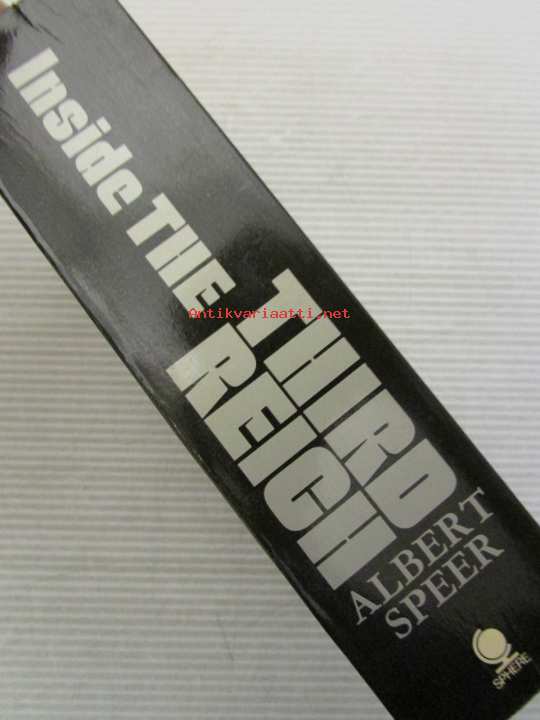 Inside THE
THIRD
REICH
ALBERT
SPEER
SPHERE
Antikvariaatti.net